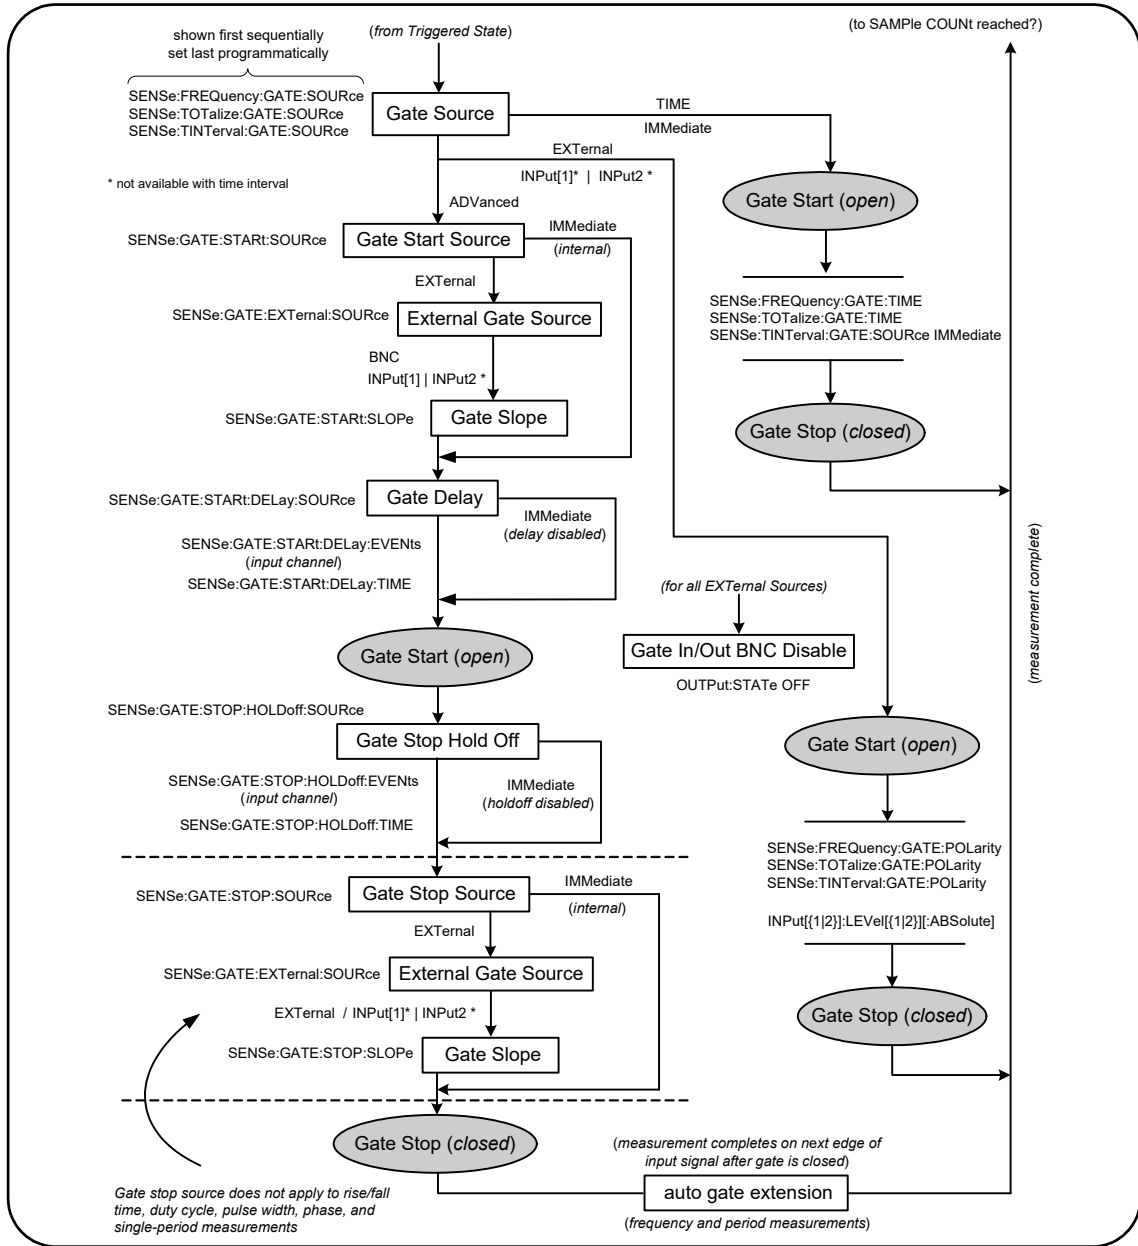 shown first sequentially
set last programmatically
(from Triggered State)
(to SAMPle COUNt reached?)
SENSe:FREQuency:GATE:SOURce
SENSe:TOTalize:GATE:SOURce
SENSe:TINTerval:GATE:SOURce
Gate Source
TIME
IMMediate
EXTernal
INPut[1]* | INPut2 *
* not available with time interval
ADVanced
Gate Start (open)
SENSe:GATE:STARt:SOURce
Gate Start Source
IMMediate
(internal)
EXTernal
SENSe:GATE:EXTernal:SOURce
External Gate Source
SENSe:FREQuency:GATE:TIME
SENSe:TOTalize:GATE:TIME
SENSe:TINTerval:GATE:SOURce IMMediate
BNC
INPut[1] | INPut2 *
SENSe:GATE:STARt:SLOPe
Gate Slope
Gate Stop (closed)
SENSe:GATE:STARt:DELay:SOURce
Gate Delay
IMMediate
(delay disabled)
SENSe:GATE:STARt:DELay:EVENts
(input channel)
SENSe:GATE:STARt:DELay:TIME
(for all EXTernal Sources)
(measurement complete)
Gate Start (open)
Gate In/Out BNC Disable
OUTPut:STATe OFF
SENSe:GATE:STOP:HOLDoff:SOURce
Gate Stop Hold Off
Gate Start (open)
SENSe:GATE:STOP:HOLDoff:EVENts
(input channel)
IMMediate
(holdoff disabled)
SENSe:GATE:STOP:HOLDoff:TIME
SENSe:FREQuency:GATE:POLarity
SENSe:TOTalize:GATE:POLarity
SENSe:TINTerval:GATE:POLarity
INPut[{1|2}]:LEVel[{1|2}][:ABSolute]
SENSe:GATE:STOP:SOURce
Gate Stop Source
IMMediate
(internal)
EXTernal
SENSe:GATE:EXTernal:SOURce
External Gate Source
EXTernal / INPut[1]* | INPut2 *
Gate Stop (closed)
SENSe:GATE:STOP:SLOPe
Gate Slope
Gate Stop (closed)
(measurement completes on next edge of
input signal after gate is closed)
auto gate extension
(frequency and period measurements)
Gate stop source does not apply to rise/fall
time, duty cycle, pulse width, phase, and
single-period measurements